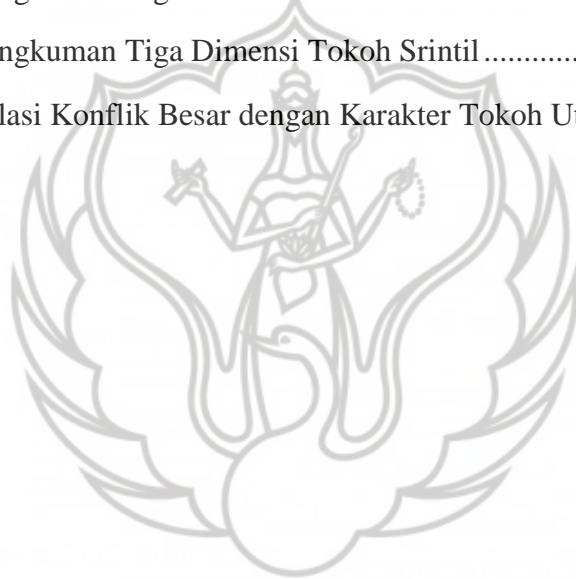 ngkuman Tiga Dimensi Tokoh Srintil............
lasi Konflik Besar dengan Karakter Tokoh Ut